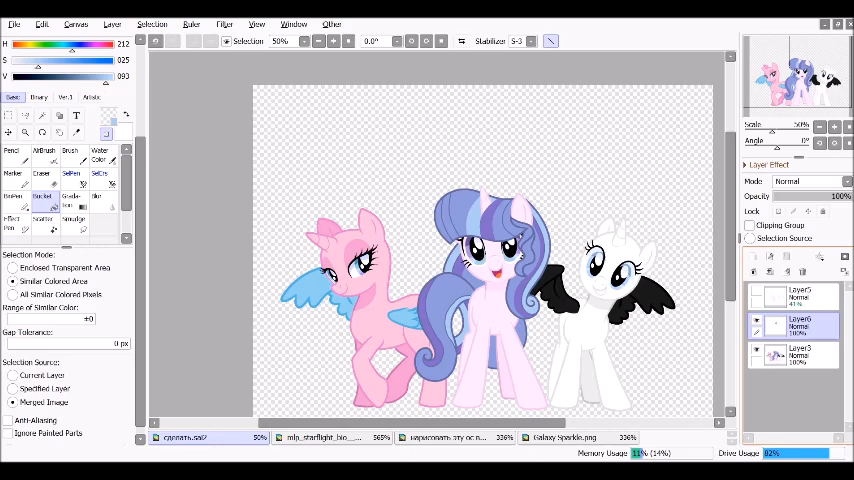 File Edit Canvas Layer Selection Ruler Filter View Window Other
H 212
S 025
V 093
Selection 50% 0.0° Stabilizer S-3
Basic Binary Ver.1 Artistic
T
Pencil AirBrush Brush Water Color
Marker Eraser SelPen SelErs
BinPen Bucket Grada-tion Blur
Effect Pen Scatter Smudge
Selection Mode:
Enclosed Transparent Area
Similar Colored Area
All Similar Colored Pixels
Range of Similar Color:
±0
Gap Tolerance:
0 px
Selection Source:
Current Layer
Specified Layer
Merged Image
Anti-Aliasing
Ignore Painted Parts
Scale 50%
Angle 0°
Layer Effect
Mode Normal
Opacity 100%
Lock
Clipping Group
Selection Source
Layer5
Normal
41%
Layer6
Normal
100%
Layer3
Normal
100%
сделать.sai2 50%
mlp_starflight_bio__... 565%
нарисовать эту ос в... 336%
Galaxy Sparkle.png 336%
Memory Usage 11% (14%) Drive Usage 82%